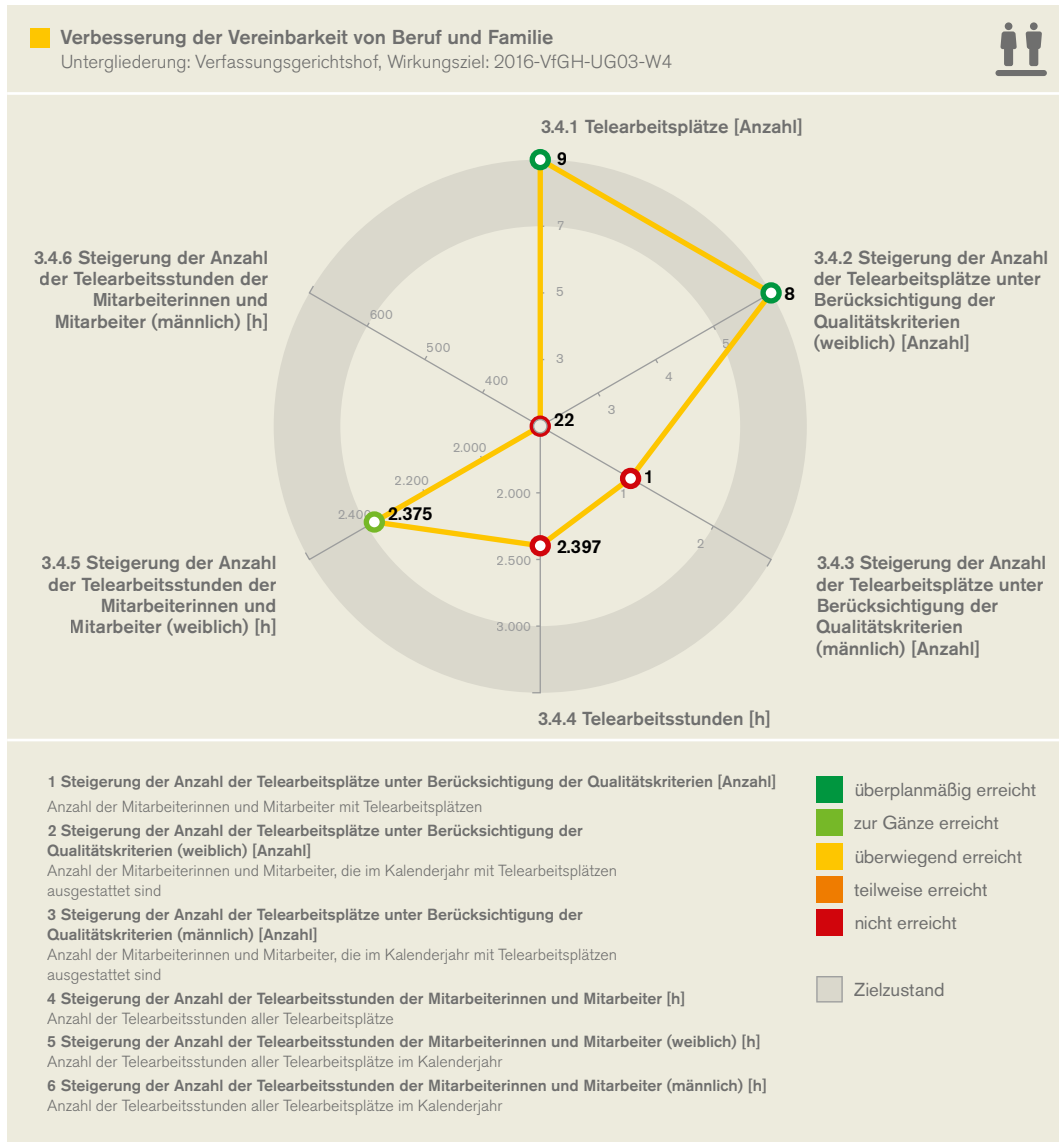 Verbesserung der Vereinbarkeit von Beruf und Familie
Untergliederung: Verfassungsgerichtshof, Wirkungsziel: 2016-VfGH-UG03-W4
3.4.1 Telearbeitsplätze [Anzahl]
9
7
5
3
3.4.2 Steigerung der Anzahl
der Telearbeitsplätze unter
Berücksichtigung der
Qualitätskriterien
(weiblich) [Anzahl]
8
5
4
3
3.4.3 Steigerung der Anzahl
der Telearbeitsplätze unter
Berücksichtigung der
Qualitätskriterien
(männlich) [Anzahl]
1
1
2
3.4.4 Telearbeitsstunden [h]
2.000
2.397
2.500
3.000
3.4.5 Steigerung der Anzahl
der Telearbeitsstunden der
Mitarbeiterinnen und
Mitarbeiter (weiblich) [h]
2.000
2.200
2.400
2.375
3.4.6 Steigerung der Anzahl
der Telearbeitsstunden der
Mitarbeiterinnen und
Mitarbeiter (männlich) [h]
600
500
400
22
1 Steigerung der Anzahl der Telearbeitsplätze unter Berücksichtigung der Qualitätskriterien [Anzahl]
Anzahl der Mitarbeiterinnen und Mitarbeiter mit Telearbeitsplätzen
2 Steigerung der Anzahl der Telearbeitsplätze unter Berücksichtigung der
Qualitätskriterien (weiblich) [Anzahl]
Anzahl der Mitarbeiterinnen und Mitarbeiter, die im Kalenderjahr mit Telearbeitsplätzen
ausgestattet sind
3 Steigerung der Anzahl der Telearbeitsplätze unter Berücksichtigung der
Qualitätskriterien (männlich) [Anzahl]
Anzahl der Mitarbeiterinnen und Mitarbeiter, die im Kalenderjahr mit Telearbeitsplätzen
ausgestattet sind
4 Steigerung der Anzahl der Telearbeitsstunden der Mitarbeiterinnen und Mitarbeiter [h]
Anzahl der Telearbeitsstunden aller Telearbeitsplätze
5 Steigerung der Anzahl der Telearbeitsstunden der Mitarbeiterinnen und Mitarbeiter (weiblich) [h]
Anzahl der Telearbeitsstunden aller Telearbeitsplätze im Kalenderjahr
6 Steigerung der Anzahl der Telearbeitsstunden der Mitarbeiterinnen und Mitarbeiter (männlich) [h]
Anzahl der Telearbeitsstunden aller Telearbeitsplätze im Kalenderjahr
überplanmäßig erreicht
zur Gänze erreicht
überwiegend erreicht
teilweise erreicht
nicht erreicht
Zielzustand